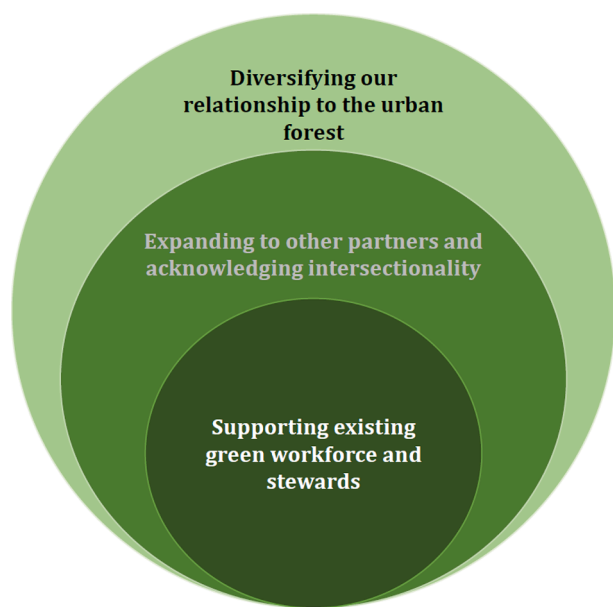 Diversifying our
relationship to the urban
forest
Expanding to other partners and
acknowledging intersectionality
Supporting existing
green workforce and
stewards